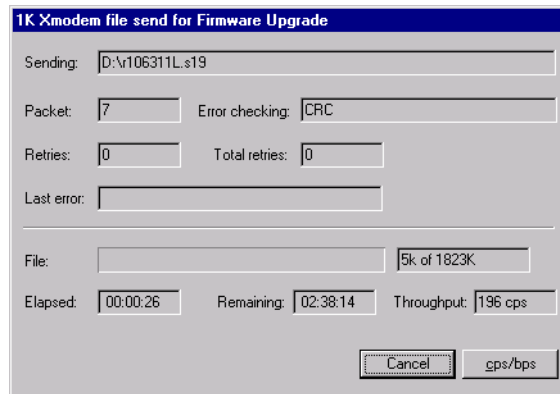 1K Xmodem file send for Firmware Upgrade
Sending: D:\r106311L.s19
Packet: 7 Error checking: CRC
Retries: 0 Total retries: 0
Last error:
File: 5k of 1823K
Elapsed: 00:00:26 Remaining: 02:38:14 Throughput: 196 cps
Cancel cps/bps